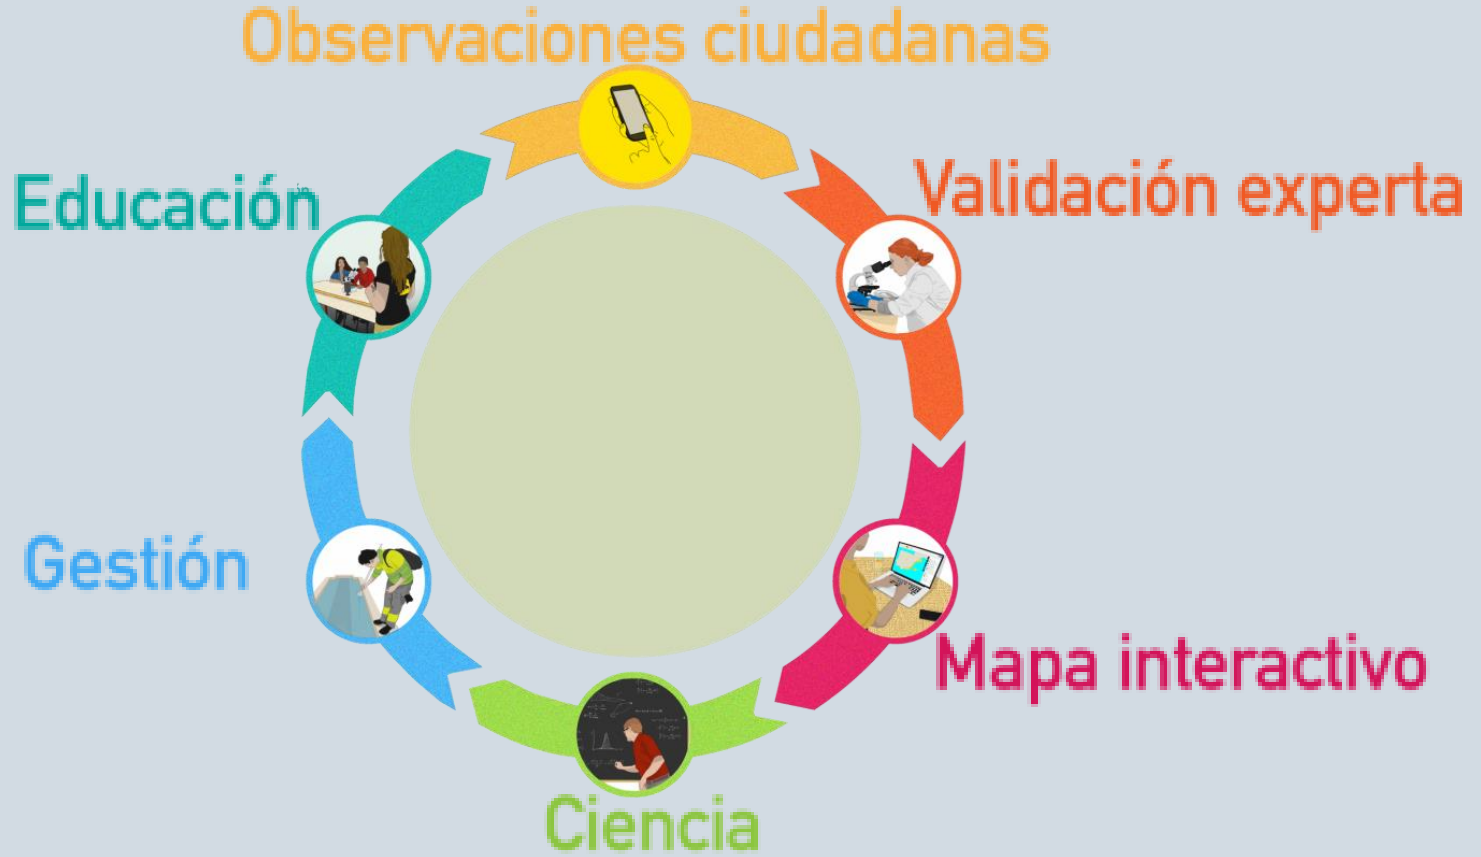 Observaciones ciudadanas
Validación experta
Mapa interactivo
Ciencia
Gestión
Educación